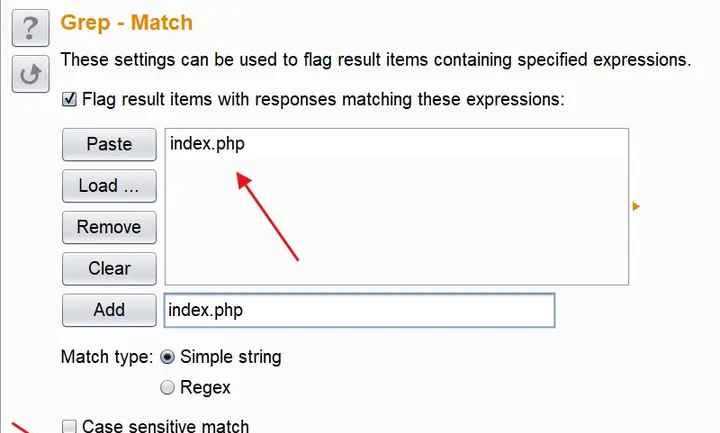 ?
Grep - Match
These settings can be used to flag result items containing specified expressions.
Flag result items with responses matching these expressions:
Paste
index.php
Load ...
Remove
Clear
Add
index.php
Match type:
Simple string
Regex
Case sensitive match